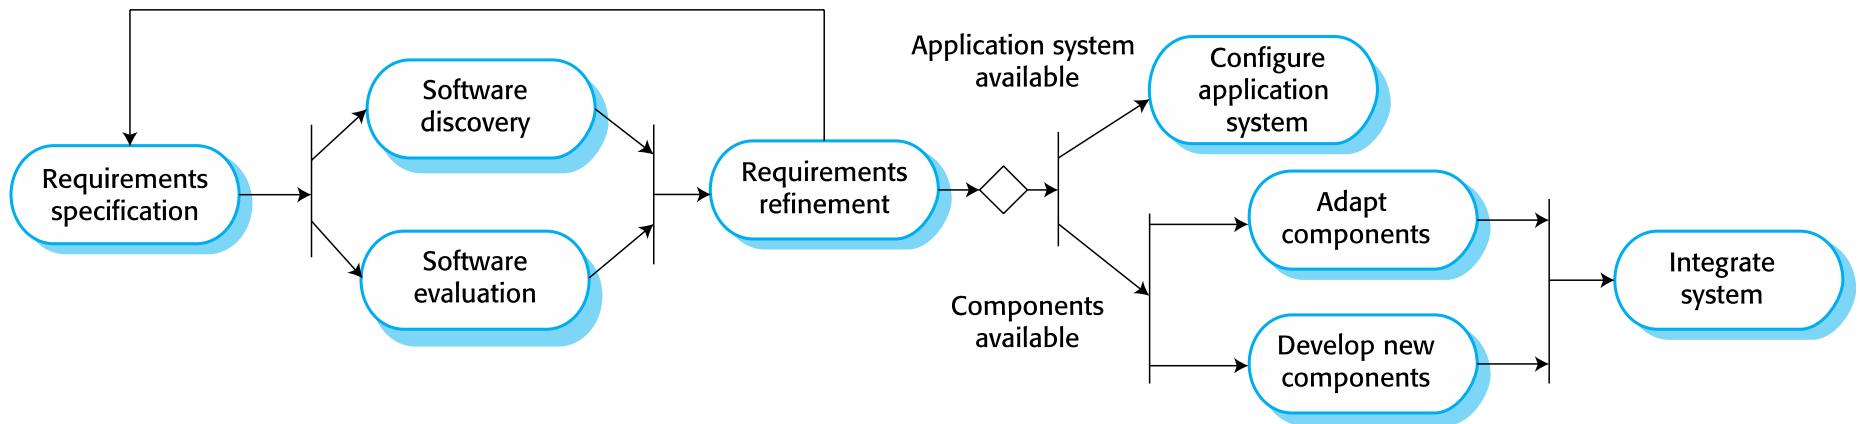 Requirements
specification
Software
discovery
Software
evaluation
Requirements
refinement
Application system
available
Configure
application
system
Components
available
Adapt
components
Develop new
components
Integrate
system